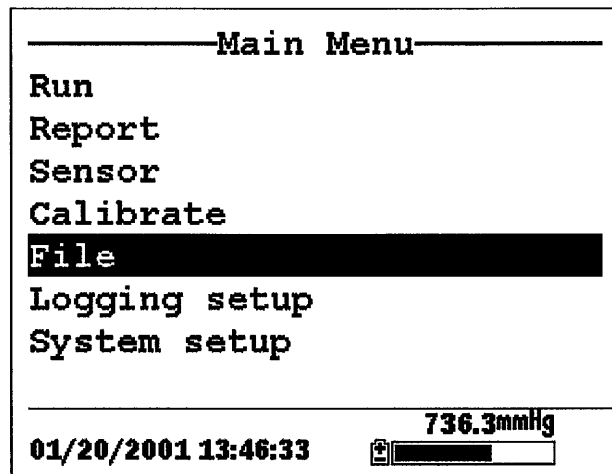 Main Menu
Run
Report
Sensor
Calibrate
File
Logging setup
System setup
736.3mmHg
01/20/2001 13:46:33